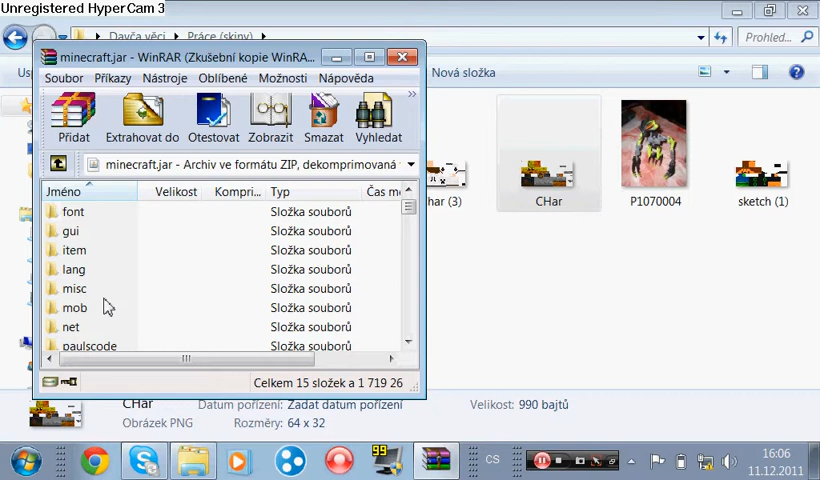 Unregistered HyperCam 3
Davča věci
Práce (skiny)
Prohled...
minecraft.jar - WinRAR (Zkušební kopie WinRA...
Nová složka
Soubor Příkazy Nástroje Oblíbené Možnosti Nápověda
Přidat Extrahovat do Otestovat Zobrazit Smazat Vyhledat
minecraft.jar - Archiv ve formátu ZIP, dekomprimovaná
Jméno Velikost Kompri... Typ Čas mo
font Složka souborů
gui Složka souborů
item Složka souborů
lang Složka souborů
misc Složka souborů
mob Složka souborů
net Složka souborů
paulscode Složka souborů
Celkem 15 složek a 1 719 26
har (3)
CHar
P1070004
sketch (1)
CHar Datum pořízení: Zadat datum pořízení Velikost: 990 bajtů
Obrázek PNG Rozměry: 64 x 32
99
CS
16:06
11.12.2011